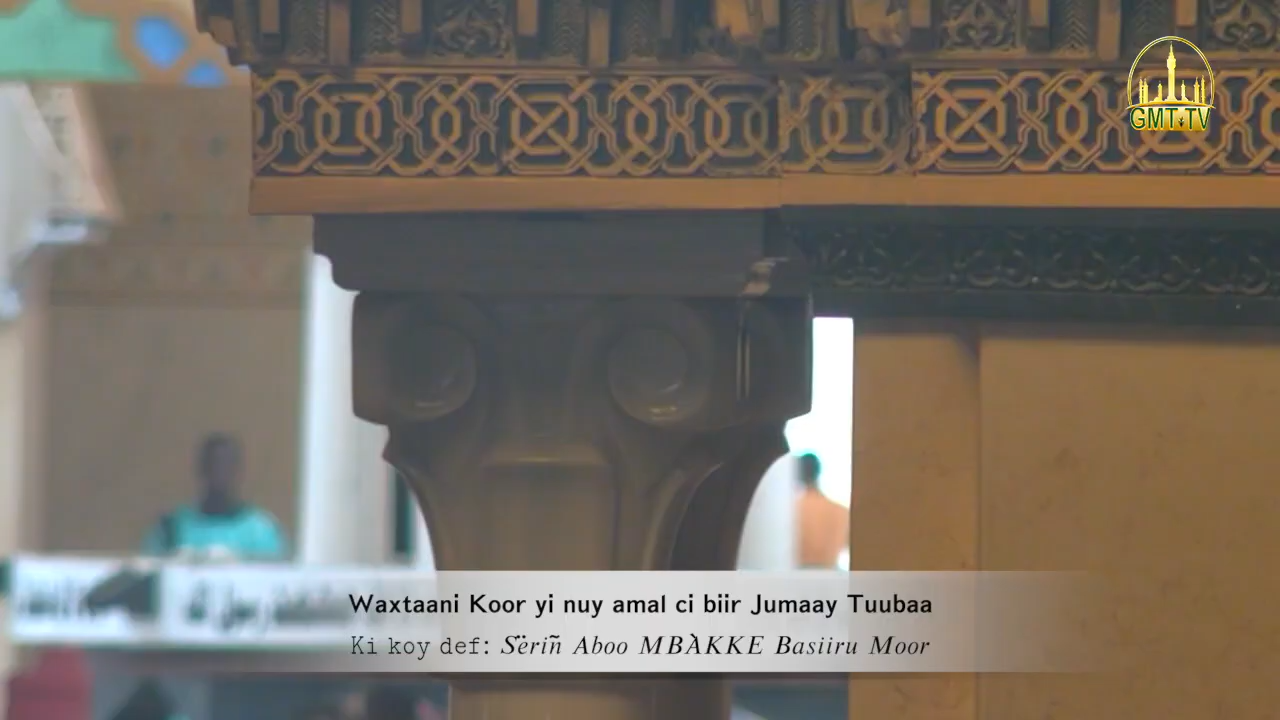 GMT TV
Waxtaani Koor yi nuy amal ci biir Jumaay Tuubaa
Ki koy def: Sëriñ Aboo MBÀKKE Basiiru Moor